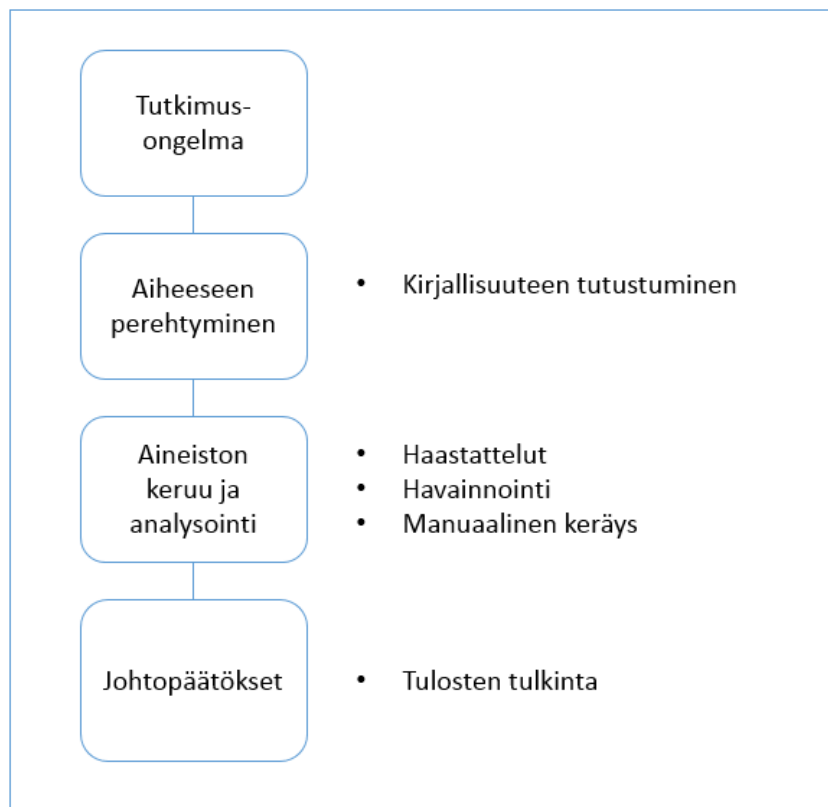 Tutkimus-
ongelma
Aiheeseen
perehtyminen
• Kirjallisuuteen tutustuminen
Aineiston
keruu ja
analysointi
• Haastattelut
• Havainnointi
• Manuaalinen keräys
Johtopäätökset
• Tulosten tulkinta